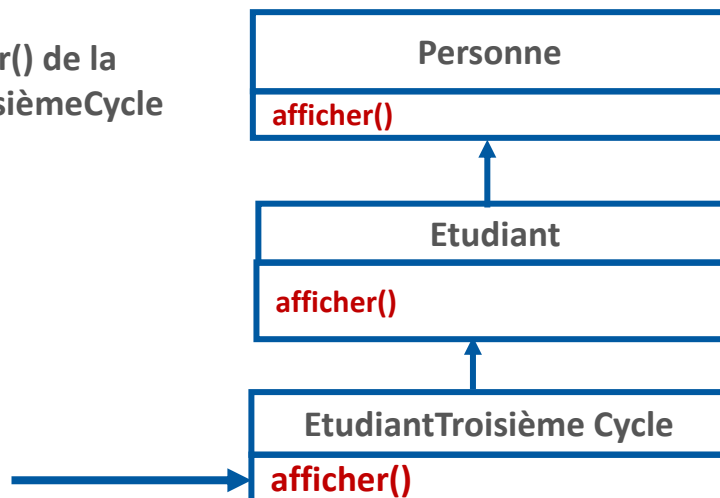 r() de la
sièmeCycle
Personne
afficher()
Etudiant
afficher()
EtudiantTroisième Cycle
afficher()